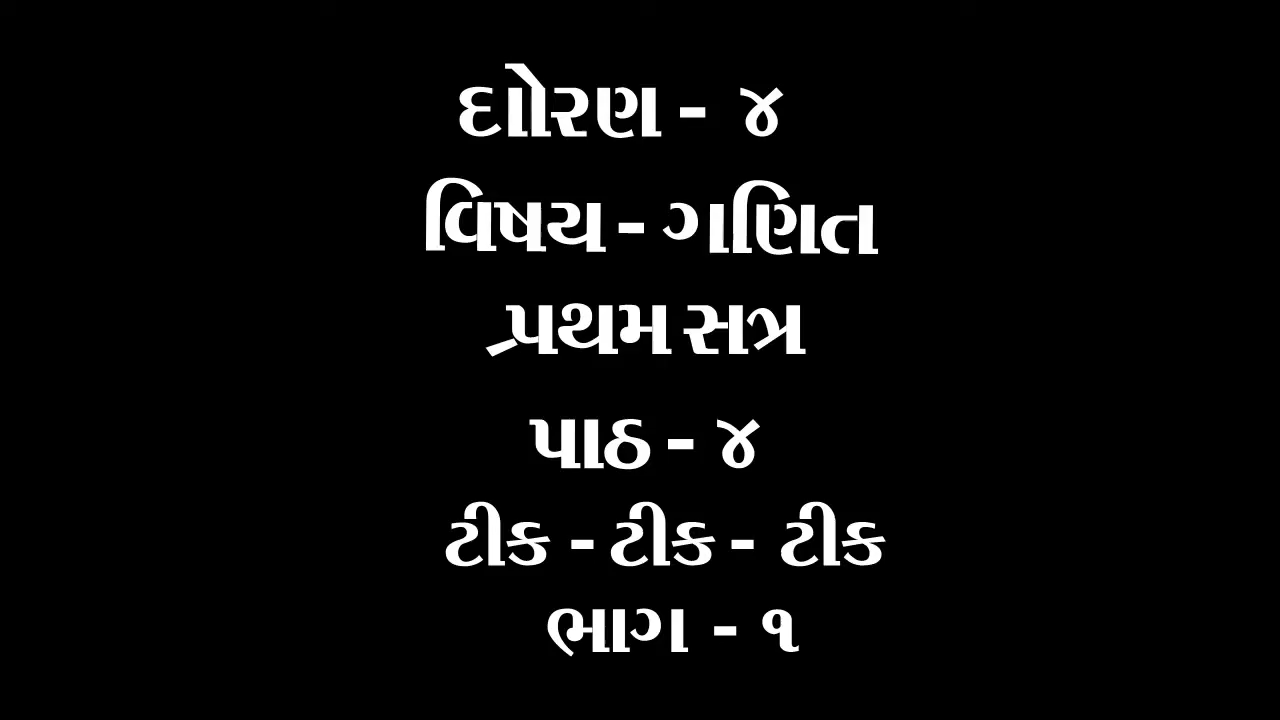 ધોરણ - ૪
વિષય - ગણિત
પ્રથમ સત્ર
પાઠ - ૪
ટીક - ટીક - ટીક
ભાગ - ૧